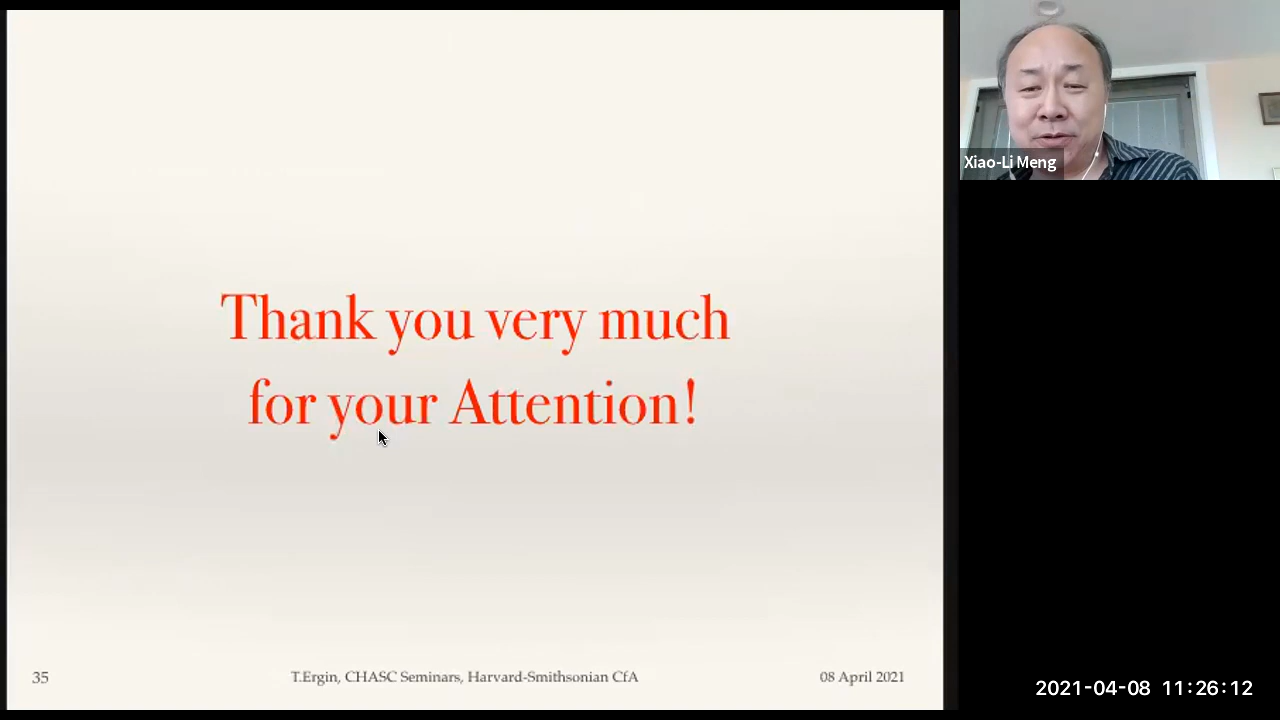 Thank you very much
for your Attention!
35
T.Ergin, CHASC Seminars, Harvard-Smithsonian CfA
08 April 2021
Xiao-Li Meng
2021-04-08 11:26:12